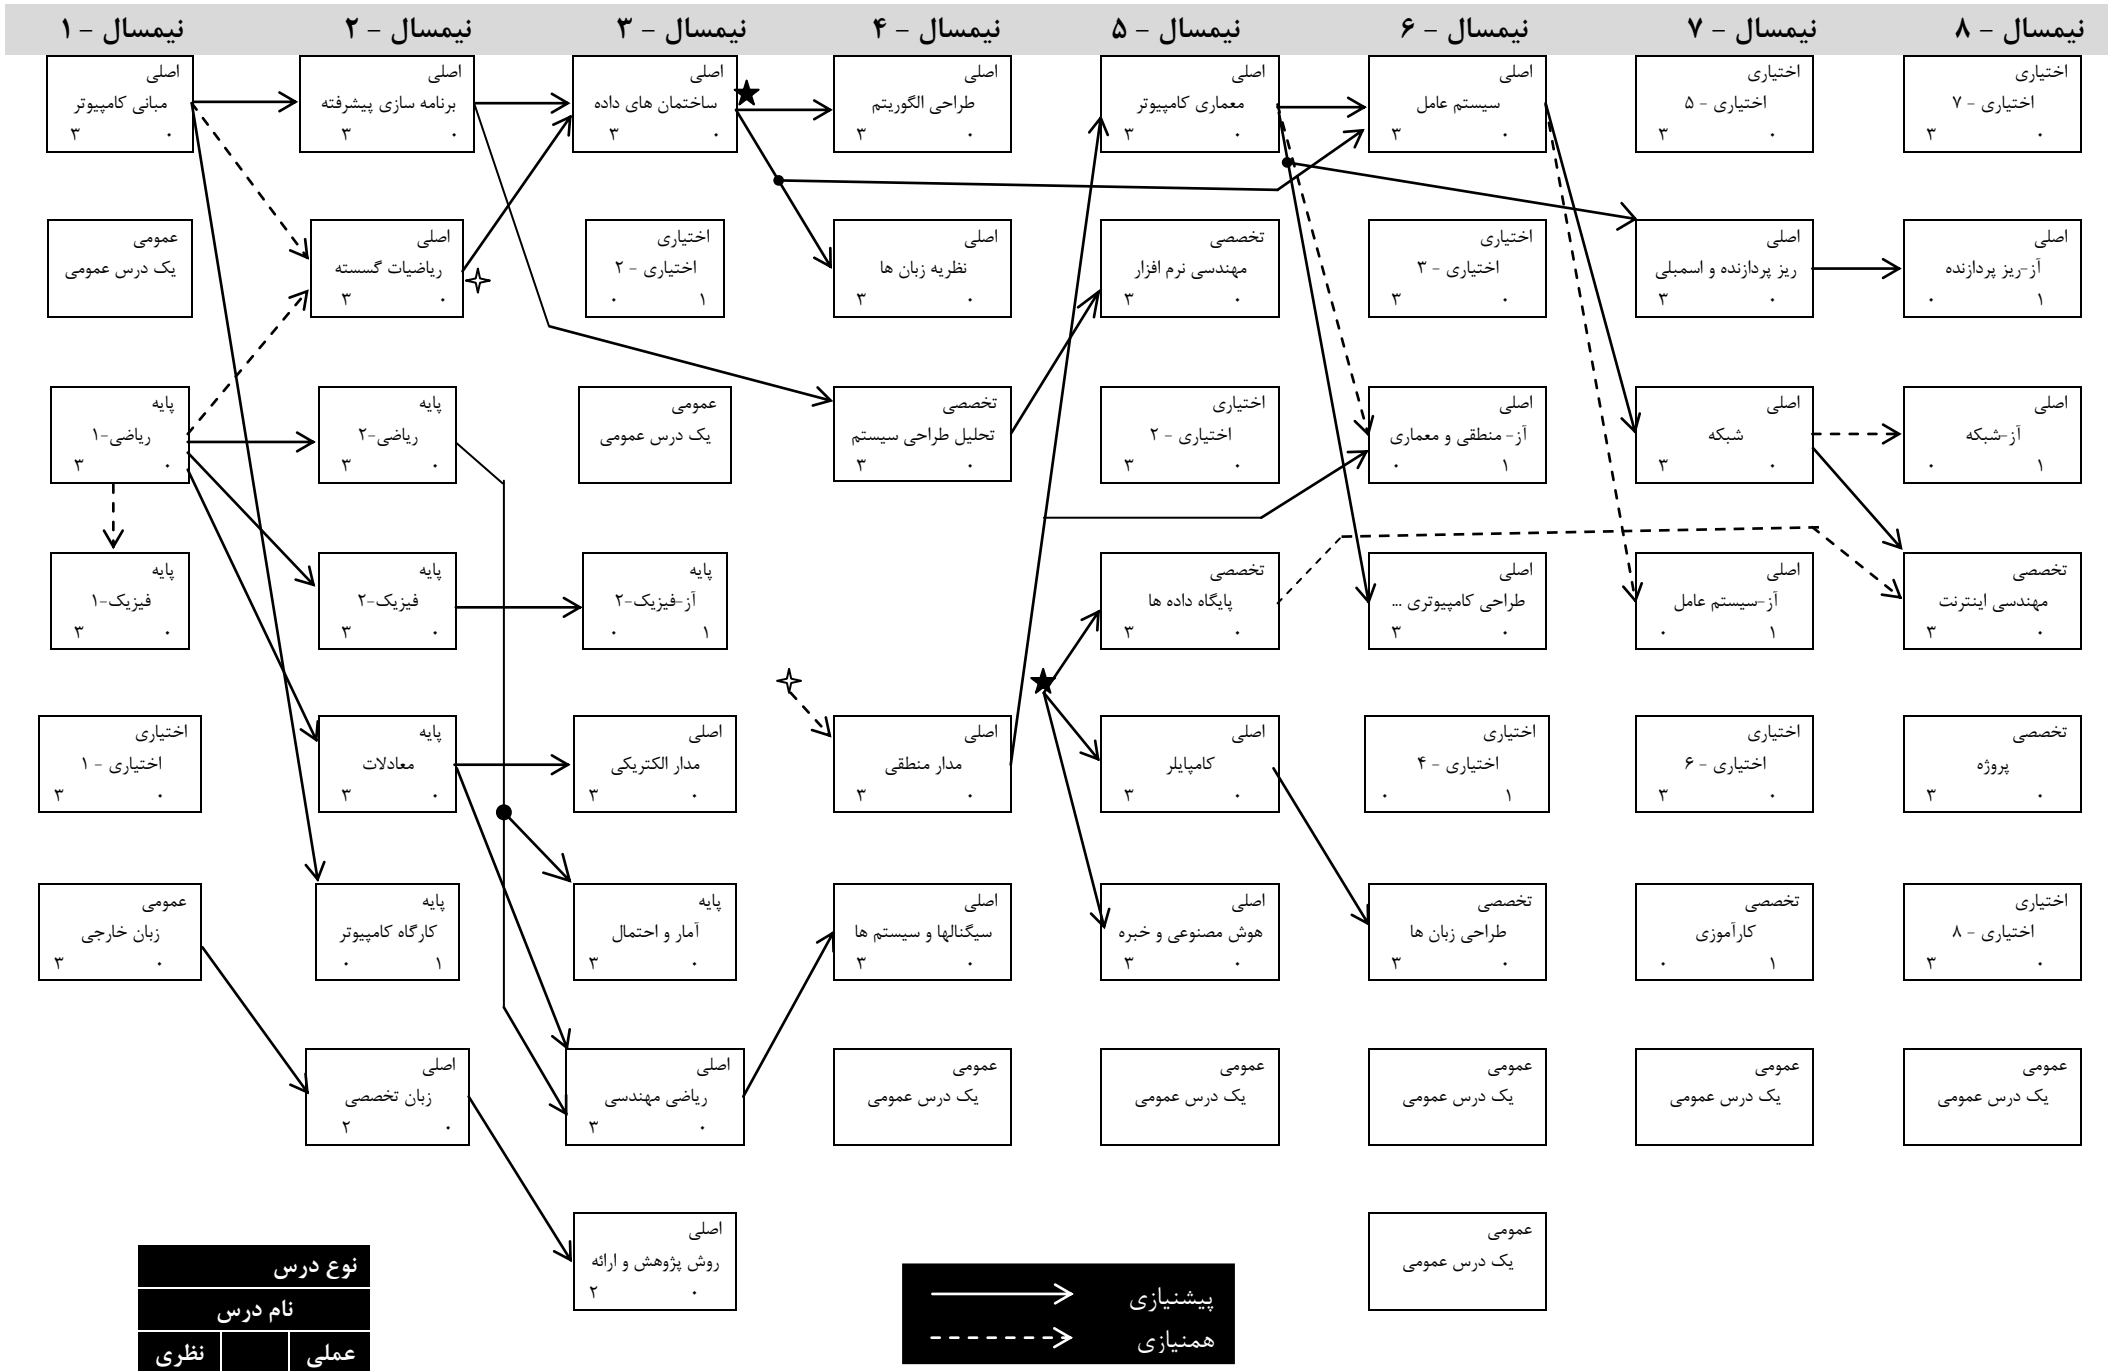 نیمسال - ۱
نیمسال - ۲
نیمسال - ۳
نیمسال - ۴
نیمسال - ۵
نیمسال - ۶
نیمسال - ۷
نیمسال - ۸
اصلی
مبانی کامپیوتر
۰ ۳
عمومی
یک درس عمومی
پایه
ریاضی-۱
۰ ۳
پایه
فیزیک-۱
۰ ۳
اختیاری
اختیاری - ۱
۰ ۳
عمومی
زبان خارجی
۰ ۳
اصلی
برنامه سازی پیشرفته
۰ ۳
اصلی
ریاضیات گسسته
۰ ۳
پایه
ریاضی-۲
۰ ۳
پایه
فیزیک-۲
۰ ۳
پایه
معادلات
۰ ۳
پایه
کارگاه کامپیوتر
۱ ۰
اصلی
زبان تخصصی
۰ ۲
اصلی
ساختمان های داده
۰ ۳
اختیاری
اختیاری - ۲
۱ ۰
عمومی
یک درس عمومی
پایه
آز-فیزیک-۲
۱ ۰
اصلی
مدار الکتریکی
۰ ۳
پایه
آمار و احتمال
۰ ۳
اصلی
ریاضی مهندسی
۰ ۳
اصلی
روش پژوهش و ارائه
۰ ۲
اصلی
طراحی الگوریتم
۰ ۳
اصلی
نظریه زبان ها
۰ ۳
تخصصی
تحلیل طراحی سیستم
۰ ۳
اصلی
مدار منطقی
۰ ۳
اصلی
سیگنالها و سیستم ها
۰ ۳
عمومی
یک درس عمومی
اصلی
معماری کامپیوتر
۰ ۳
تخصصی
مهندسی نرم افزار
۰ ۳
اختیاری
اختیاری - ۲
۰ ۳
تخصصی
پایگاه داده ها
۰ ۳
اصلی
کامپایلر
۰ ۳
اصلی
هوش مصنوعی و خبره
۰ ۳
عمومی
یک درس عمومی
اصلی
سیستم عامل
۰ ۳
اختیاری
اختیاری - ۳
۰ ۳
اصلی
آز- منطقی و معماری
۱ ۰
اصلی
طراحی کامپیوتری ...
۰ ۳
اختیاری
اختیاری - ۴
۱ ۰
تخصصی
طراحی زبان ها
۰ ۳
عمومی
یک درس عمومی
عمومی
یک درس عمومی
اختیاری
اختیاری - ۵
۰ ۳
اصلی
ریز پردازنده و اسمبلی
۰ ۳
اصلی
شبکه
۰ ۳
اصلی
آز-سیستم عامل
۱ ۰
اختیاری
اختیاری - ۶
۰ ۳
تخصصی
کارآموزی
۱ ۰
عمومی
یک درس عمومی
اختیاری
اختیاری - ۷
۰ ۳
اصلی
آز-ریز پردازنده
۱ ۰
اصلی
آز-شبکه
۱ ۰
تخصصی
مهندسی اینترنت
۰ ۳
تخصصی
پروژه
۰ ۳
اختیاری
اختیاری - ۸
۰ ۳
عمومی
یک درس عمومی
نوع درس
نام درس
عملی نظری
پیشنیازی
همنیازی